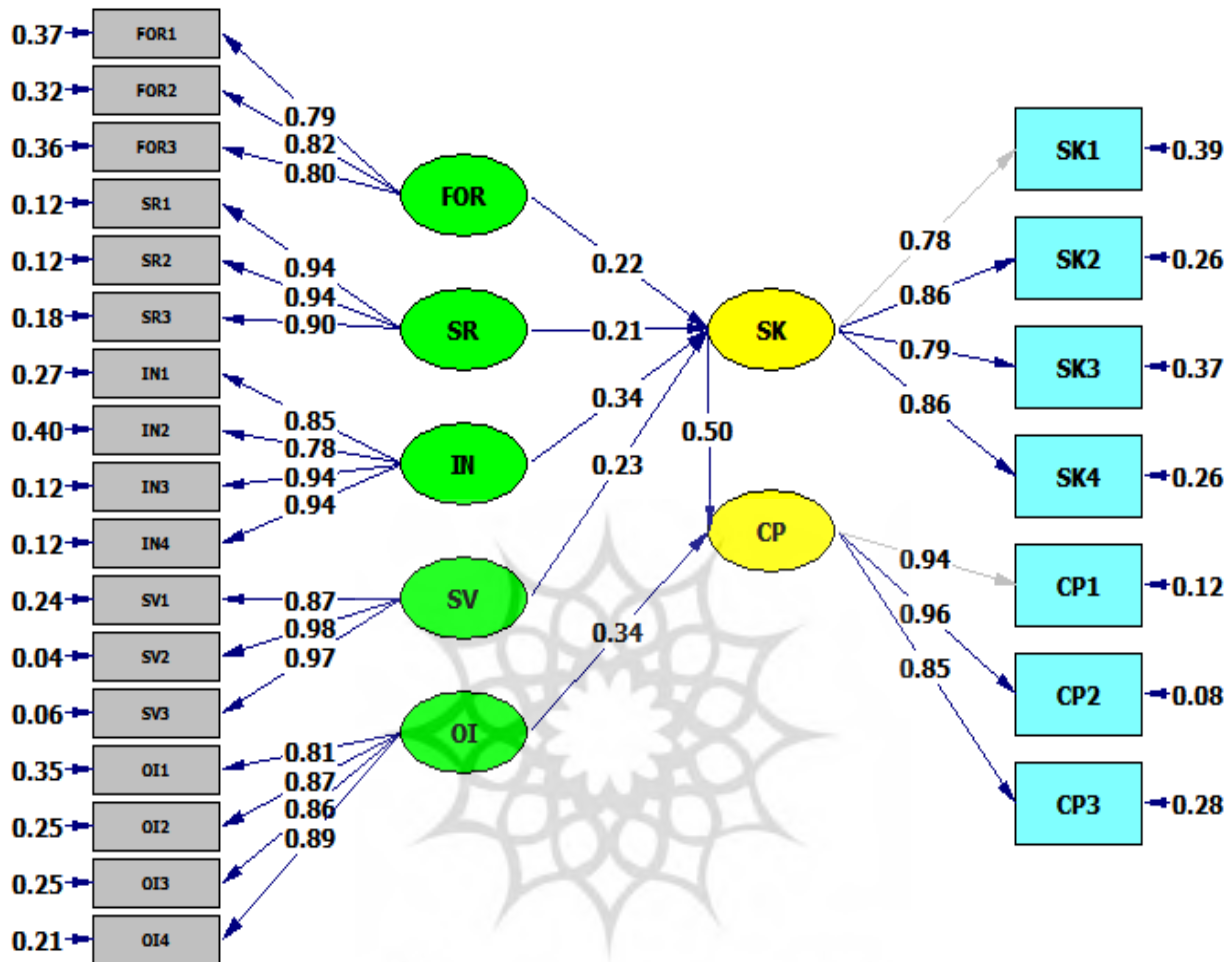 0.37 FOR1
0.32 FOR2
0.36 FOR3
0.12 SR1
0.12 SR2
0.18 SR3
0.27 IN1
0.40 IN2
0.12 IN3
0.12 IN4
0.24 SV1
0.04 SV2
0.06 SV3
0.35 OI1
0.25 OI2
0.25 OI3
0.21 OI4
0.79
0.82
0.80
0.94
0.94
0.90
0.85
0.78
0.94
0.94
0.87
0.98
0.97
0.81
0.87
0.86
0.89
FOR
SR
IN
SV
OI
0.22
0.21
0.34
0.23
0.34
SK
0.50
CP
0.78
0.86
0.79
0.86
0.94
0.96
0.85
SK1 0.39
SK2 0.26
SK3 0.37
SK4 0.26
CP1 0.12
CP2 0.08
CP3 0.28